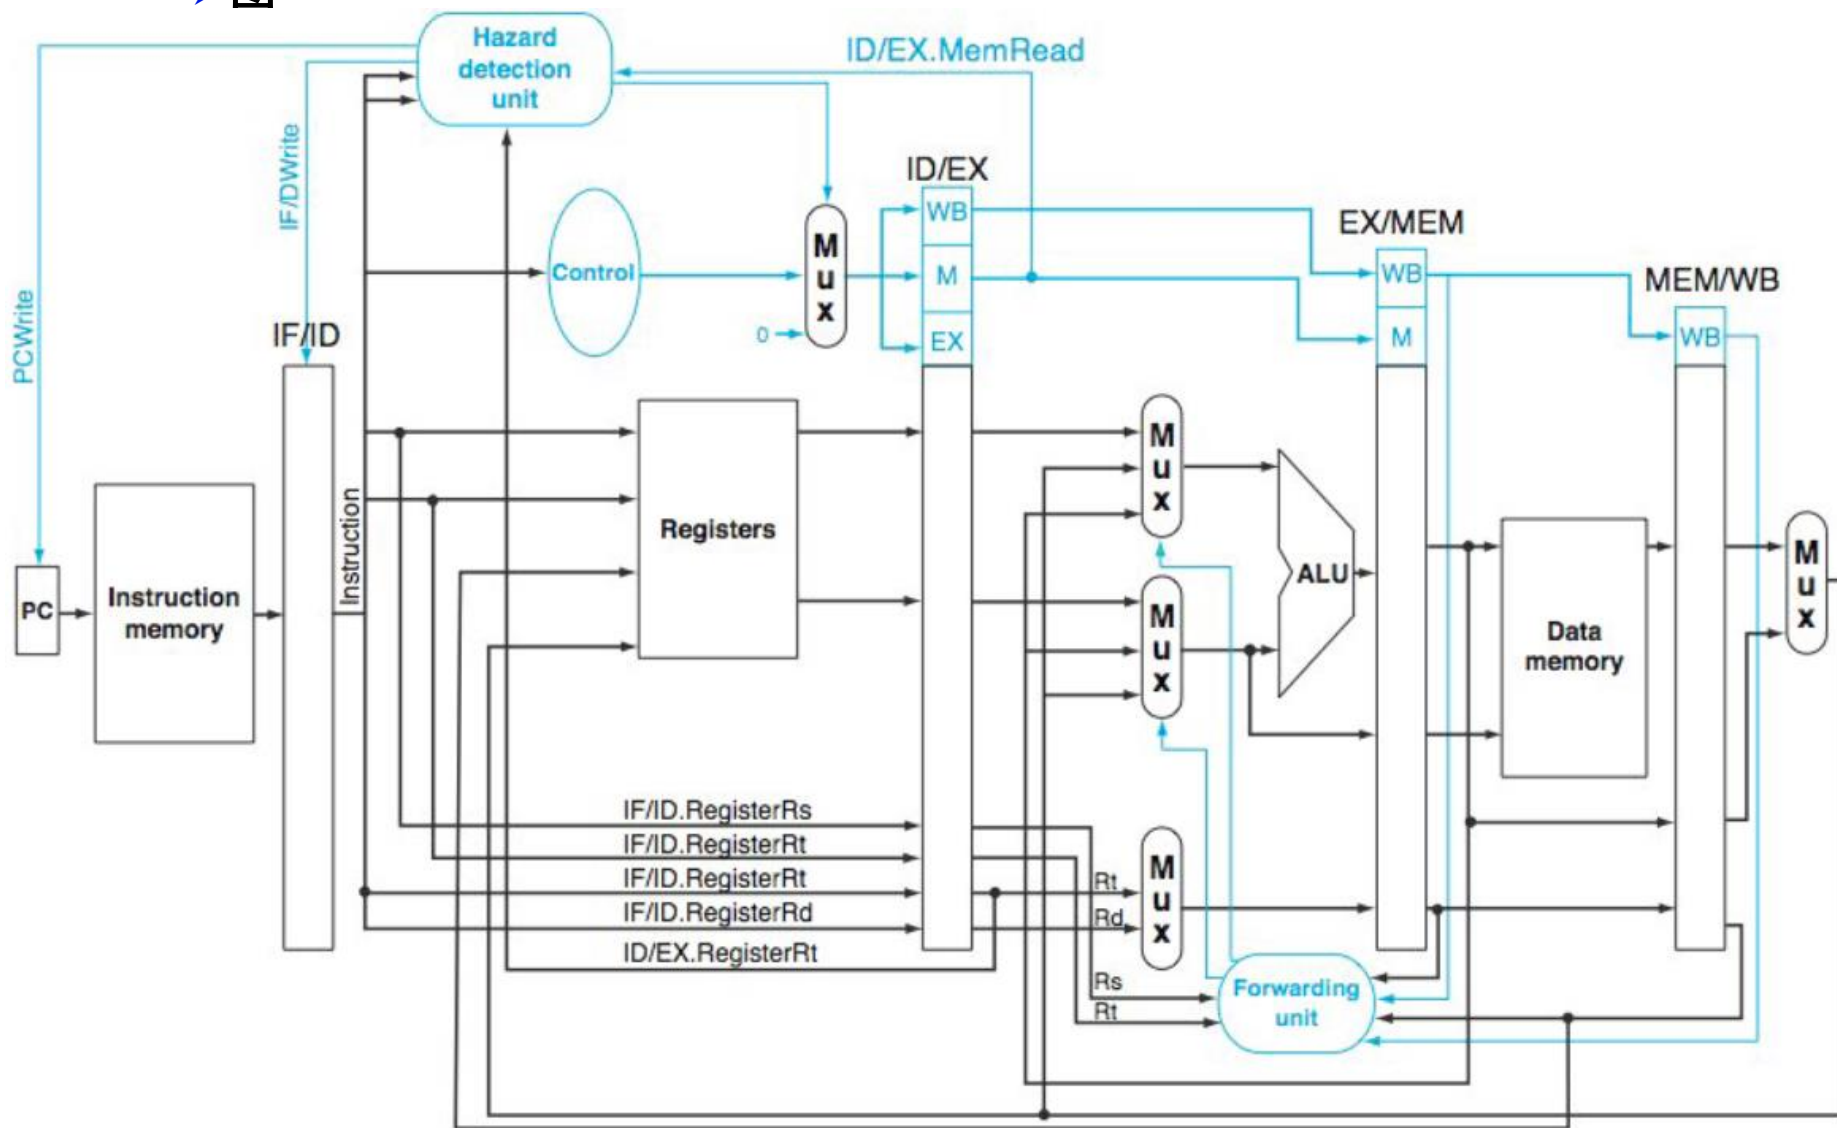 图
Hazard
detection
unit
ID/EX.MemRead
IF/DWrite
PCWrite
ID/EX
WB
M
EX
Control
M
u
x
0
EX/MEM
WB
M
MEM/WB
WB
IF/ID
PC
Instruction
memory
Instruction
Registers
M
u
x
M
u
x
ALU
Data
memory
M
u
x
IF/ID.RegisterRs
IF/ID.RegisterRt
IF/ID.RegisterRt
IF/ID.RegisterRd
ID/EX.RegisterRt
Rt
Rd
M
u
x
Rs
Rt
Forwarding
unit